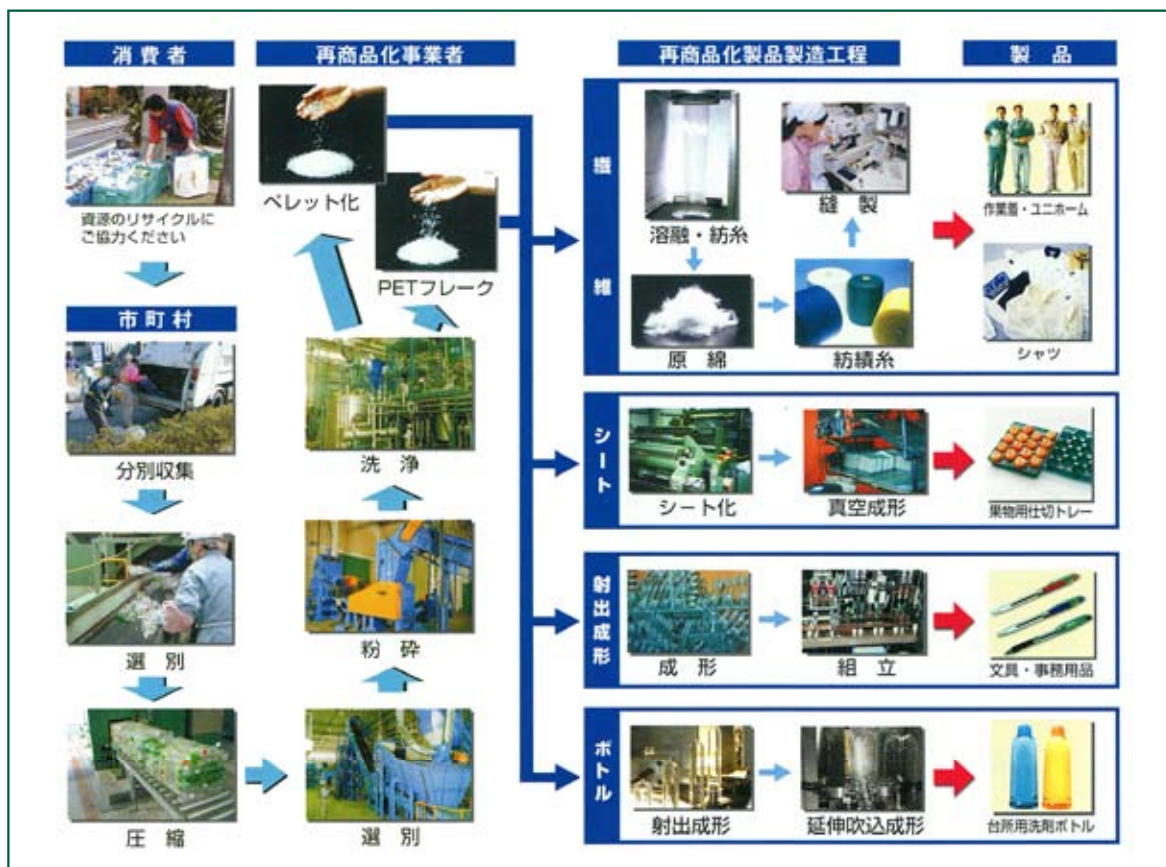 消費者
資源のリサイクルに
ご協力ください
市町村
分別収集
選別
圧縮
再商品化事業者
ペレット化
PETフレーク
洗浄
粉砕
選別
再商品化製品製造工程
製品
繊維
溶融・紡糸
縫製
原綿
紡績糸
作業着・ユニホーム
シャツ
シート
シート化
真空成形
果物用仕切トレー
射出成形
成形
組立
文具・事務用品
ボトル
射出成形
延伸吹込成形
台所用洗剤ボトル